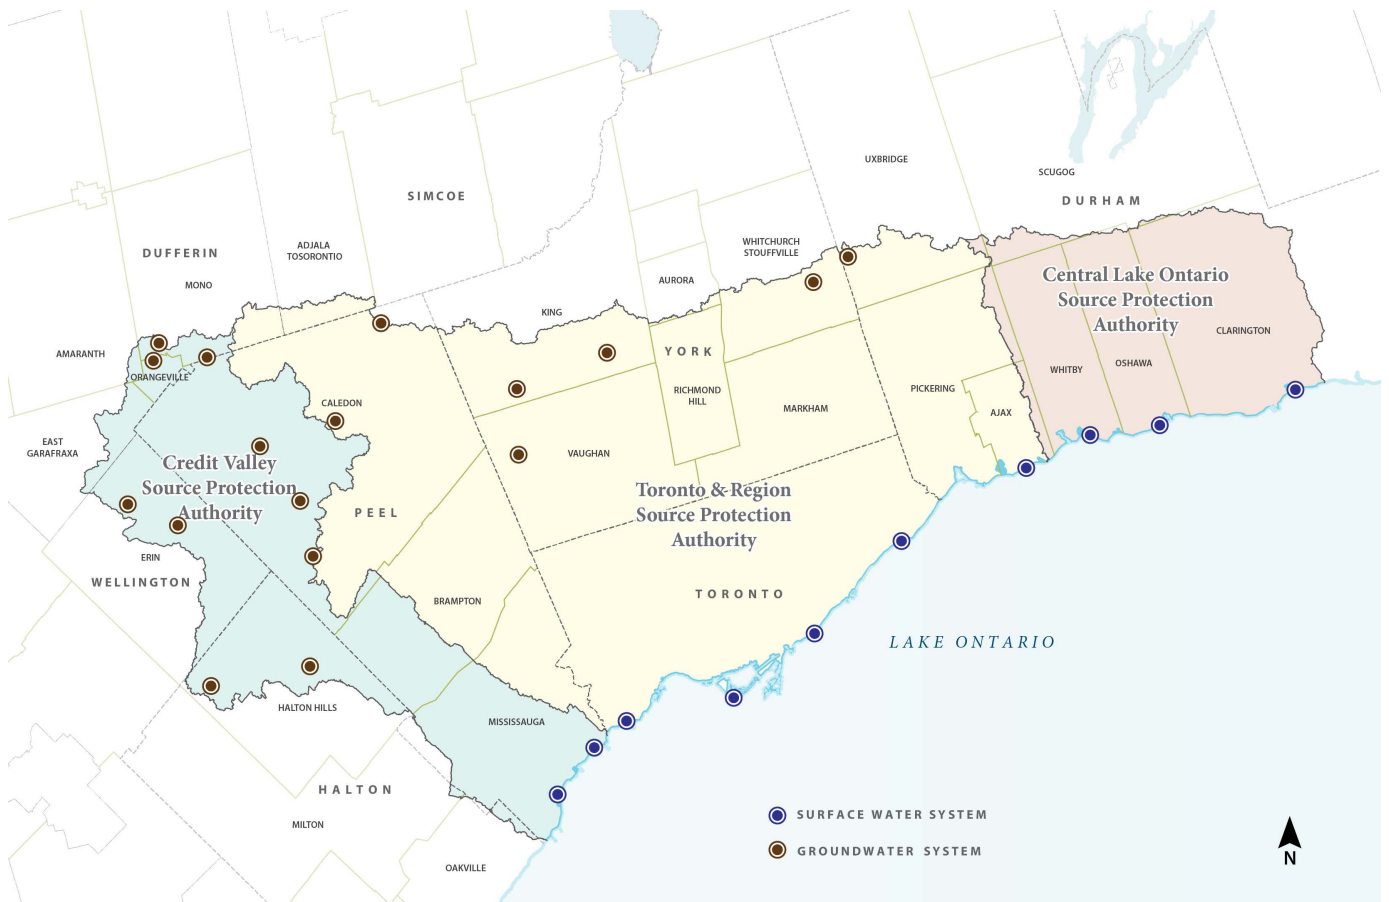 UXBRIDGE
SCUGOG
SIMCOE
DURHAM
WHITCHURCH
STOUFFVILLE
ADJALA
TOSORONTIO
DUFFERIN
MONO
AURORA
KING
Central Lake Ontario
Source Protection
Authority
CLARINGTON
AMARANTH
ORANGEVILLE
YORK
OSHAWA
WHITBY
RICHMOND
HILL
PICKERING
CALEDON
MARKHAM
AJAX
EAST
GARAFRAXA
VAUGHAN
Credit Valley
Source Protection
Authority
Toronto & Region
Source Protection
Authority
PEEL
ERIN
WELLINGTON
BRAMPTON
TORONTO
LAKE ONTARIO
HALTON HILLS
MISSISSAUGA
HALTON
SURFACE WATER SYSTEM
MILTON
GROUNDWATER SYSTEM
N
OAKVILLE